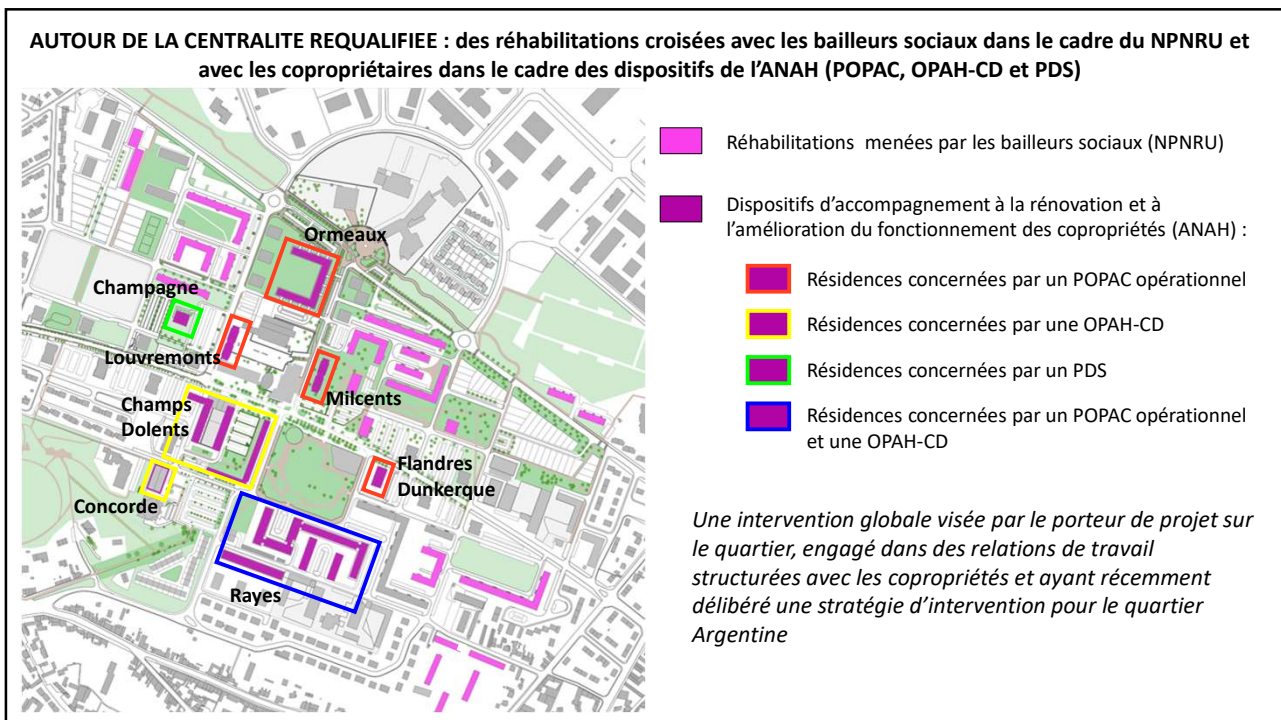 AUTOUR DE LA CENTRALITE REQUALIFIEE : des réhabilitations croisées avec les bailleurs sociaux dans le cadre du NPNRU et
avec les copropriétaires dans le cadre des dispositifs de l'ANAH (POPAC, OPAH-CD et PDS)
Ormeaux
Champagne
Louvremonts
Milcents
Champs
Dolents
Flandres
Dunkerque
Concorde
Rayes
Réhabilitations menées par les bailleurs sociaux (NPNRU)
Dispositifs d'accompagnement à la rénovation et à
l'amélioration du fonctionnement des copropriétés (ANAH) :
Résidences concernées par un POPAC opérationnel
Résidences concernées par une OPAH-CD
Résidences concernées par un PDS
Résidences concernées par un POPAC opérationnel
et une OPAH-CD
Une intervention globale visée par le porteur de projet sur
le quartier, engagé dans des relations de travail
structurées avec les copropriétés et ayant récemment
délibéré une stratégie d'intervention pour le quartier
Argentine